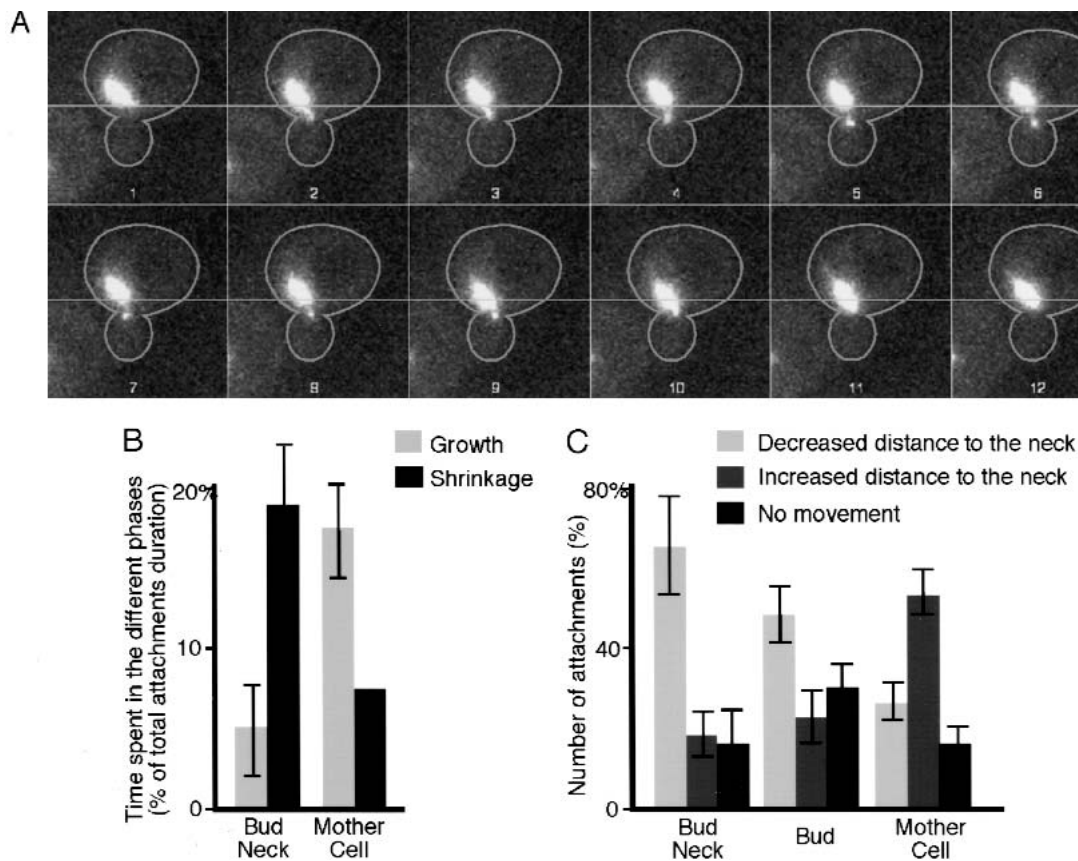 A
1 2 3 4 5 6
7 8 9 10 11 12
B
Growth
Shrinkage
Time spent in the different phases
(% of total attachments duration)
20%
10
0
Bud
Neck
Mother
Cell
C
Decreased distance to the neck
Increased distance to the neck
No movement
Number of attachments (%)
80%
40
0
Bud
Neck
Bud
Mother
Cell